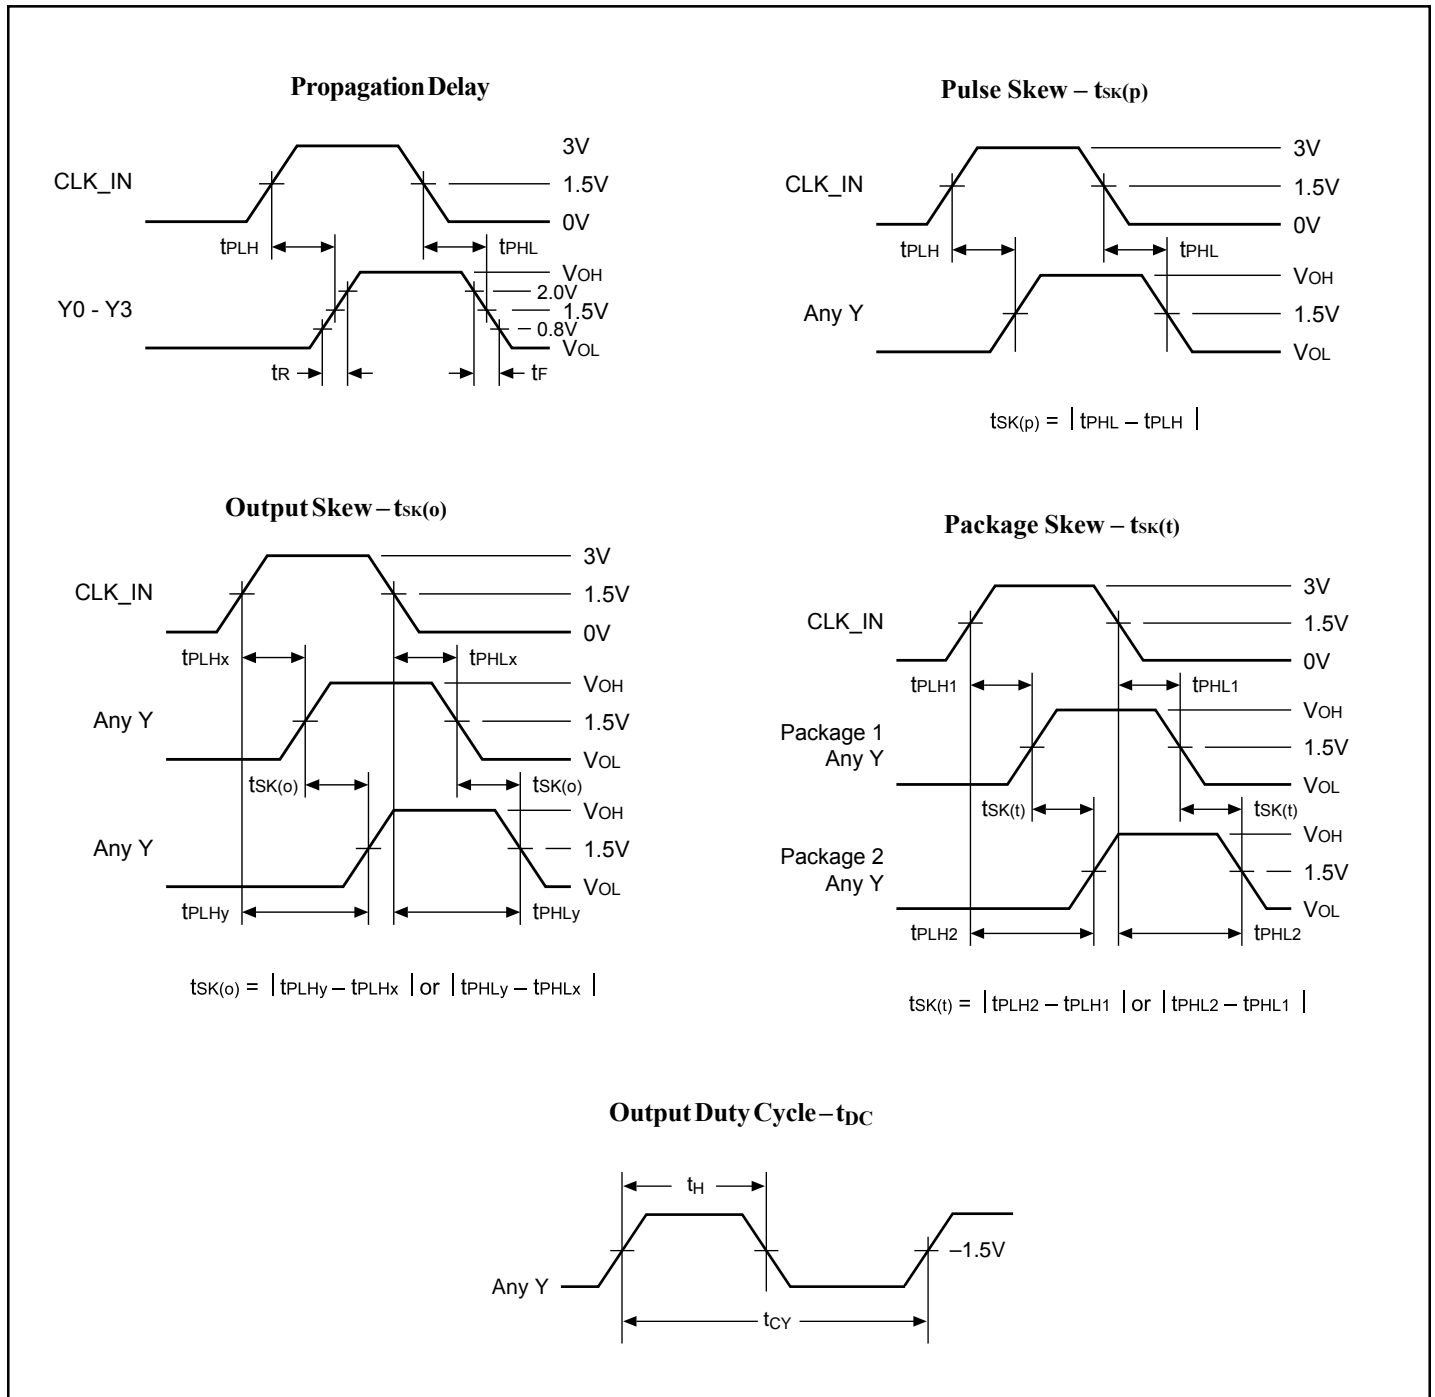 Propagation Delay
CLK_IN
3V
1.5V
0V
tPLH
tPHL
Y0 - Y3
VOH
2.0V
1.5V
0.8V
VOL
tR
tF
Pulse Skew – tSK(p)
CLK_IN
3V
1.5V
0V
tPLH
tPHL
Any Y
VOH
1.5V
VOL
tSK(p) = | tPHL – tPLH |
Output Skew – tSK(o)
CLK_IN
3V
1.5V
0V
tPLHx
tPHLx
Any Y
VOH
1.5V
VOL
tSK(o)
tSK(o)
Any Y
VOH
1.5V
VOL
tPLHy
tPHLy
tSK(o) = | tPLHy – tPLHx | or | tPHLy – tPHLx |
Package Skew – tSK(t)
CLK_IN
3V
1.5V
0V
tPLH1
tPHL1
Package 1
Any Y
VOH
1.5V
VOL
tSK(t)
tSK(t)
Package 2
Any Y
VOH
1.5V
VOL
tPLH2
tPHL2
tSK(t) = | tPLH2 – tPLH1 | or | tPHL2 – tPHL1 |
Output Duty Cycle – tDC
tH
–1.5V
Any Y
tCY